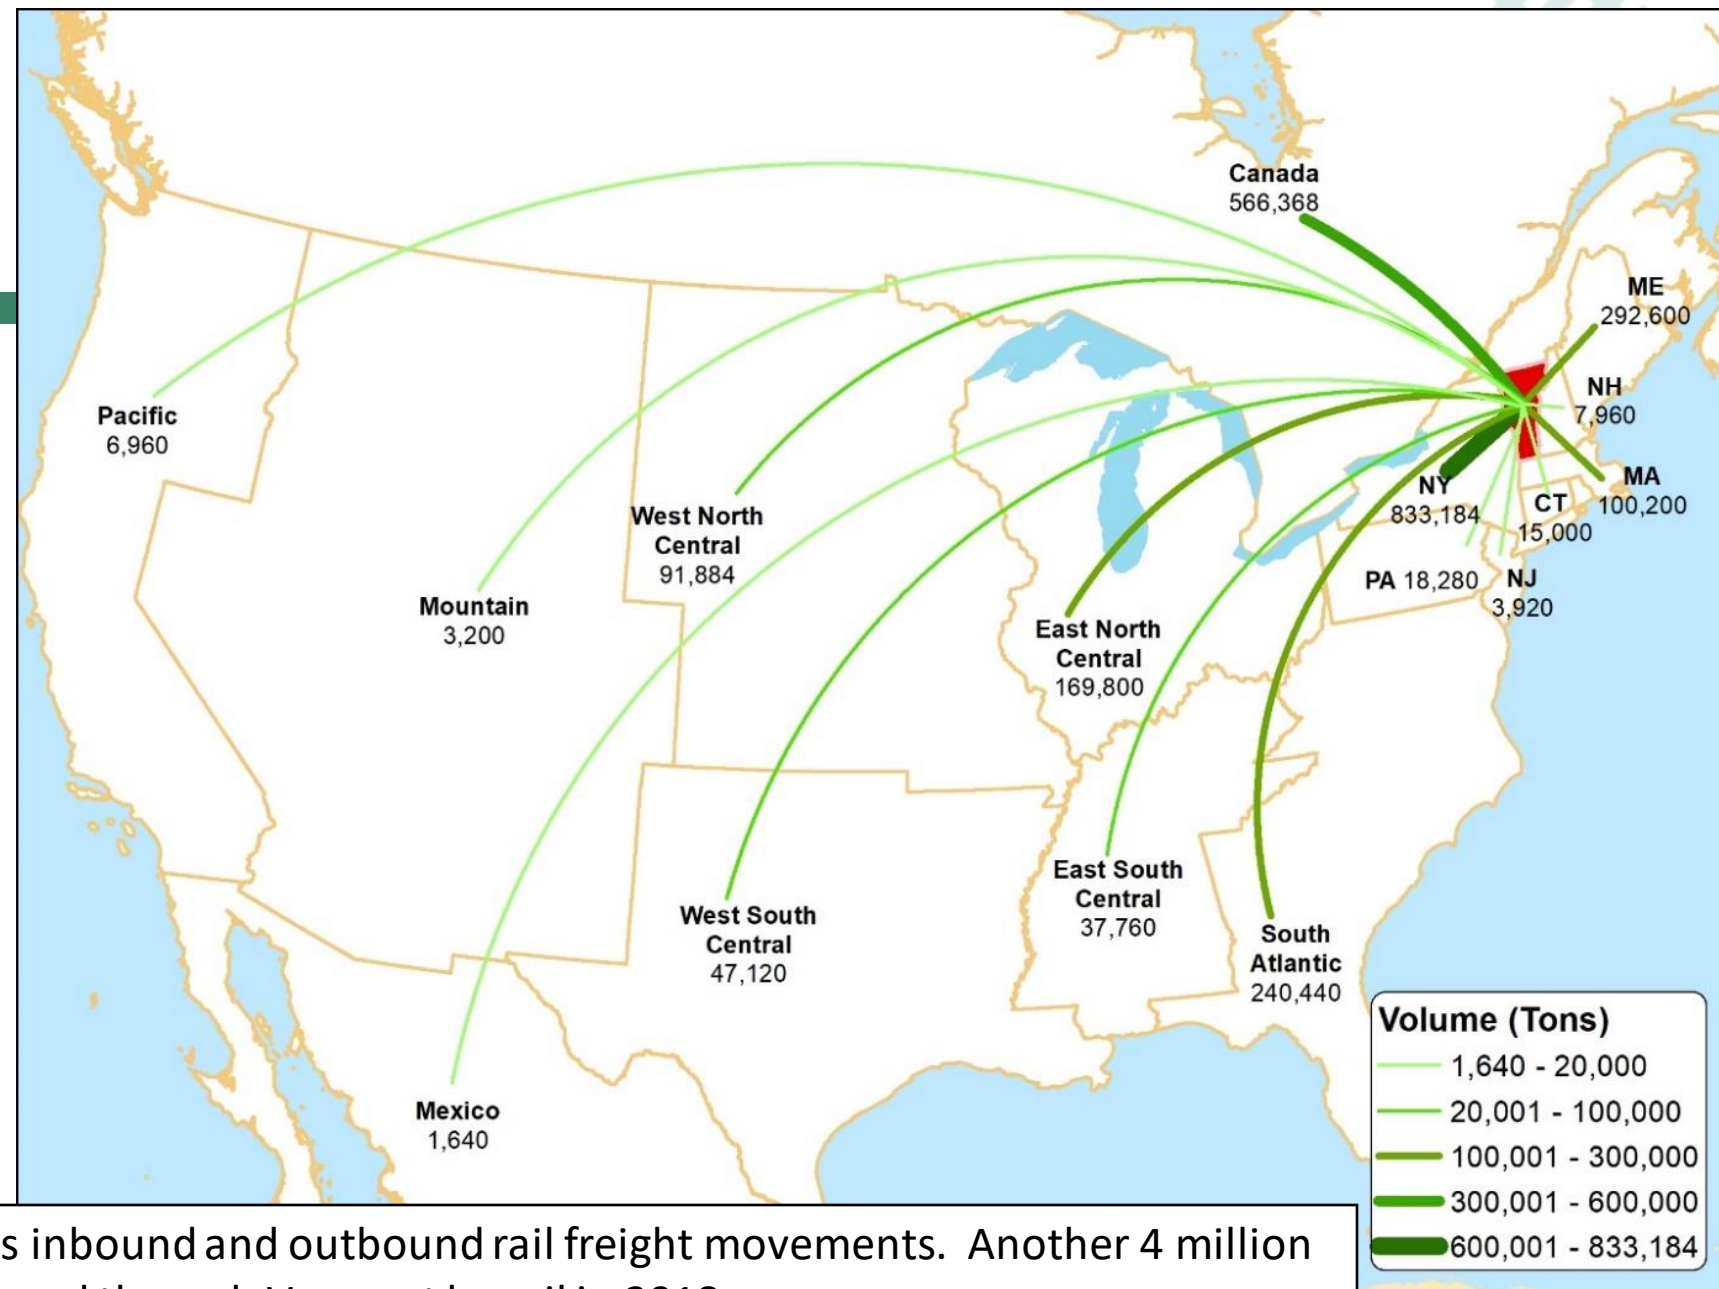 Canada
566,368
ME
292,600
NH
7,960
Pacific
6,960
MA
100,200
NY
833,184
CT
15,000
West North
Central
91,884
PA 18,280
NJ
3,920
Mountain
3,200
East North
Central
169,800
East South
Central
37,760
West South
Central
47,120
South
Atlantic
240,440
Mexico
1,640
Volume (Tons)
1,640 - 20,000
20,001 - 100,000
100,001 - 300,000
300,001 - 600,000
600,001 - 833,184
s inbound and outbound rail freight movements. Another 4 million